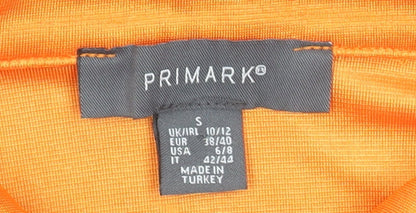 PRIMARK®
S
UK/IRL 10/12
EUR 38/40
USA 6/8
IT 42/44
MADE IN
TURKEY